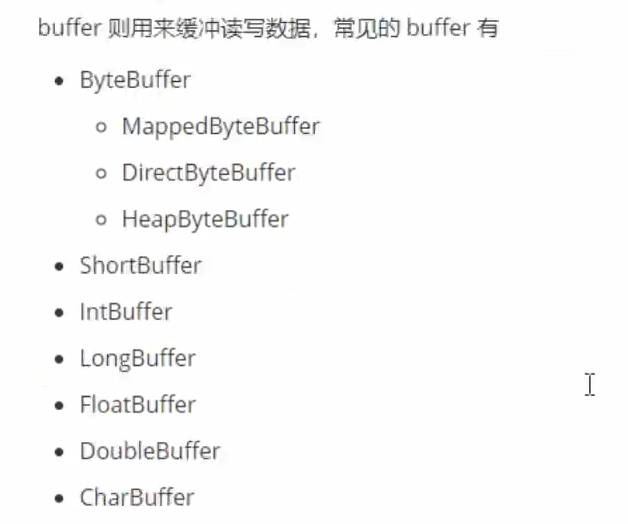 buffer 则用来缓冲读写数据，常见的 buffer 有
ByteBuffer
MappedByteBuffer
DirectByteBuffer
HeapByteBuffer
ShortBuffer
IntBuffer
LongBuffer
FloatBuffer
DoubleBuffer
CharBuffer